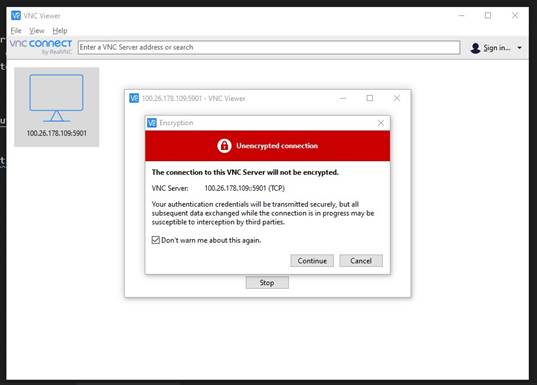 VNC Viewer
File View Help
VNC CONNECT
by RealVNC
Enter a VNC Server address or search
Sign in...
100.26.178.109:5901
100.26.178.109:5901 - VNC Viewer
Encryption
Unencrypted connection
The connection to this VNC Server will not be encrypted.
VNC Server: 100.26.178.109::5901 (TCP)
Your authentication credentials will be transmitted securely, but all
subsequent data exchanged while the connection is in progress may be
susceptible to interception by third parties.
Don't warn me about this again.
Continue Cancel
Stop